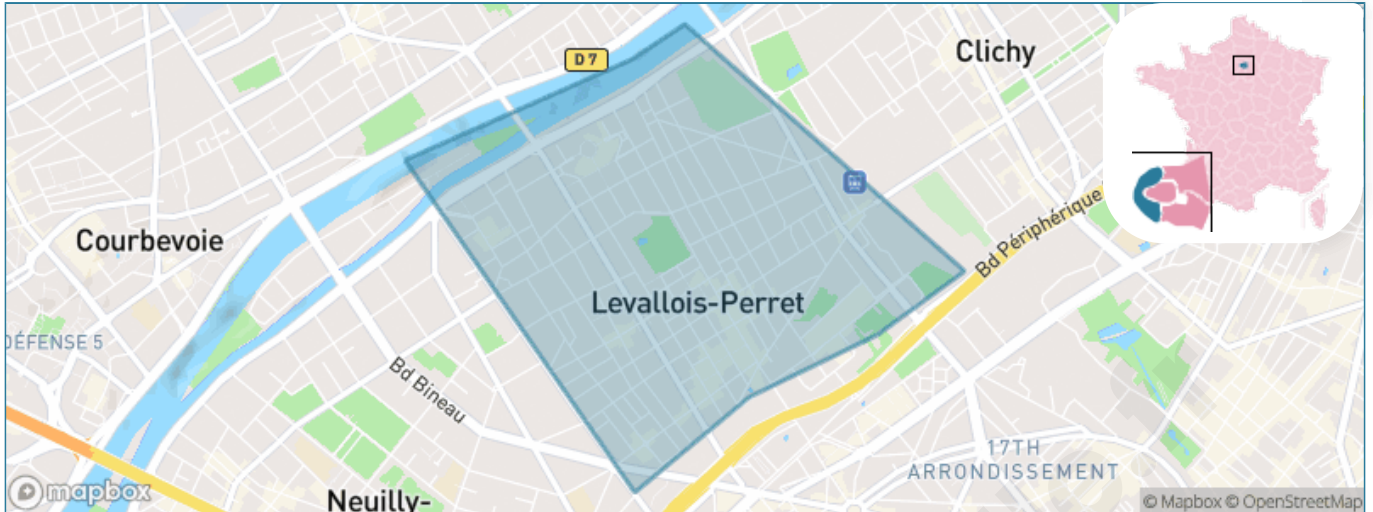 D 7
Clichy
Bd Périphérique
Courbevoie
Levallois-Perret
DÉFENSE 5
Bd Bineau
17TH
ARRONDISSEMENT
mapbox
Neuilly-
© Mapbox © OpenStreetMap